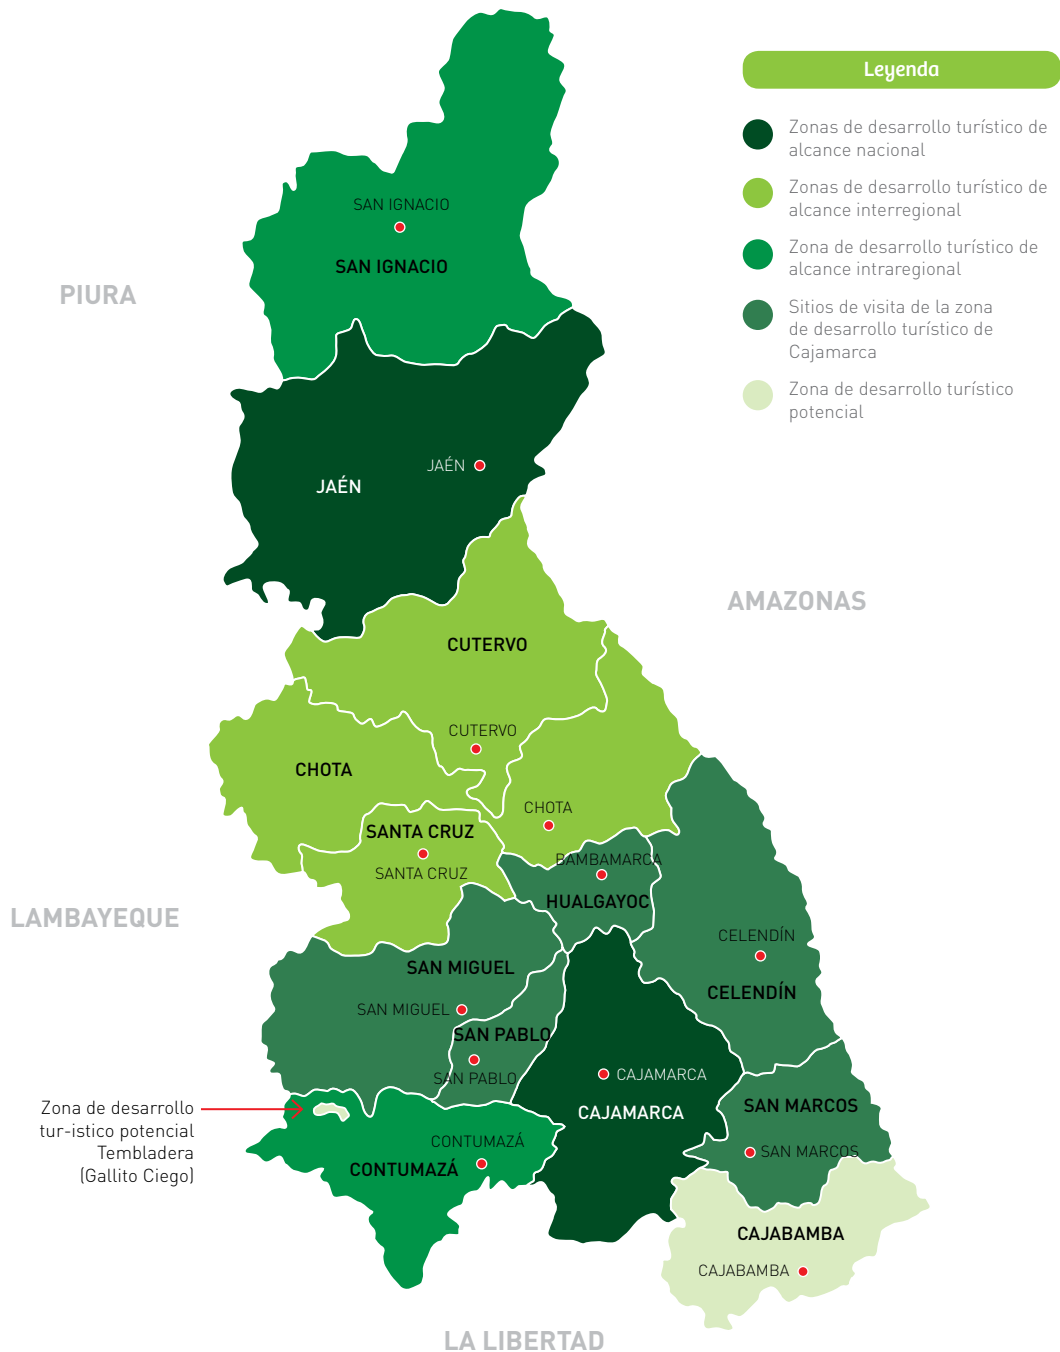 Leyenda
Zonas de desarrollo turístico de
alcance nacional
Zonas de desarrollo turístico de
alcance interregional
Zona de desarrollo turístico de
alcance intraregional
Sitios de visita de la zona
de desarrollo turístico de
Cajamarca
Zona de desarrollo turístico
potencial
SAN IGNACIO
SAN IGNACIO
PIURA
JAÉN
JAÉN
AMAZONAS
CUTERVO
CUTERVO
CHOTA
CHOTA
SANTA CRUZ
SANTA CRUZ
BAMBAMARCA
HUALGAYOC
LAMBAYEQUE
CELENDÍN
CELENDÍN
SAN MIGUEL
SAN MIGUEL
SAN PABLO
SAN PABLO
CAJAMARCA
CAJAMARCA
SAN MARCOS
SAN MARCOS
Zona de desarrollo
tur-istico potencial
Tembladera
(Gallito Ciego)
CONTUMAZÁ
CONTUMAZÁ
CAJABAMBA
CAJABAMBA
LA LIBERTAD